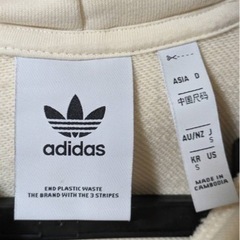 adidas
END PLASTIC WASTE
THE BRAND WITH THE 3 STRIPES
ASIA D
中国尺码
AU/NZ J
S S
KR US
S S
MADE IN
CAMBODIA